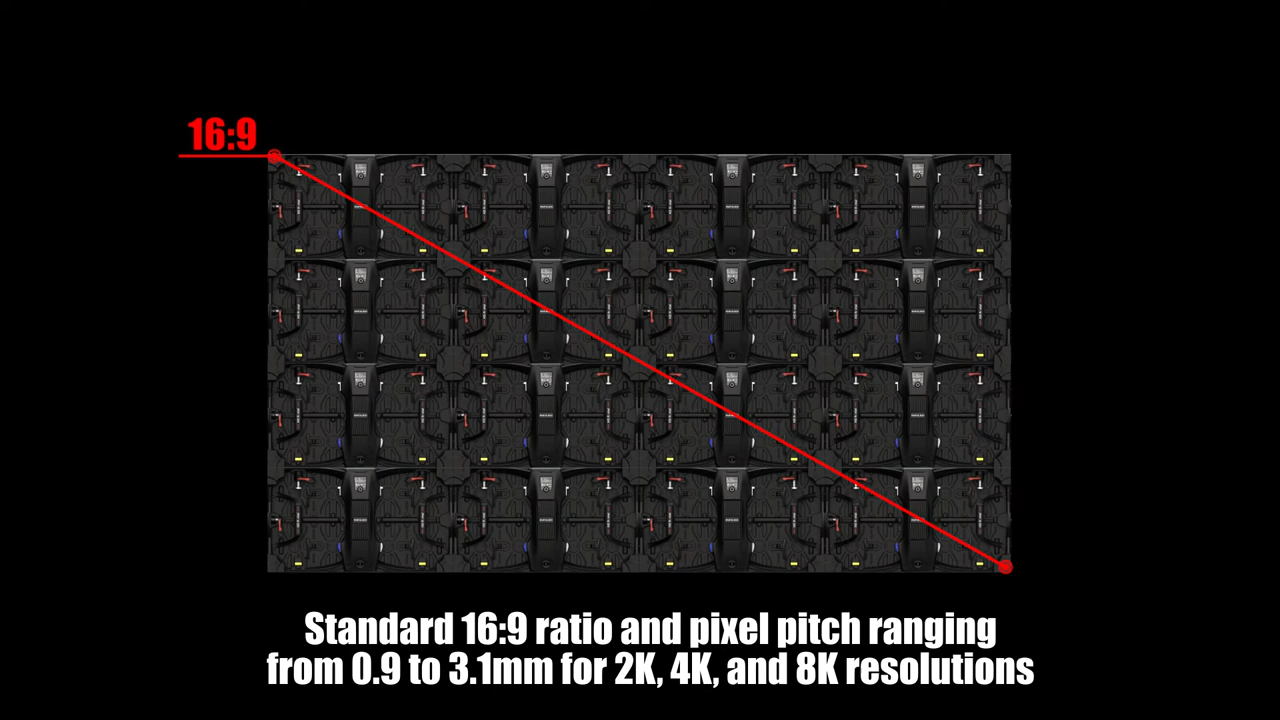 16:9
Standard 16:9 ratio and pixel pitch ranging
from 0.9 to 3.1mm for 2K, 4K, and 8K resolutions